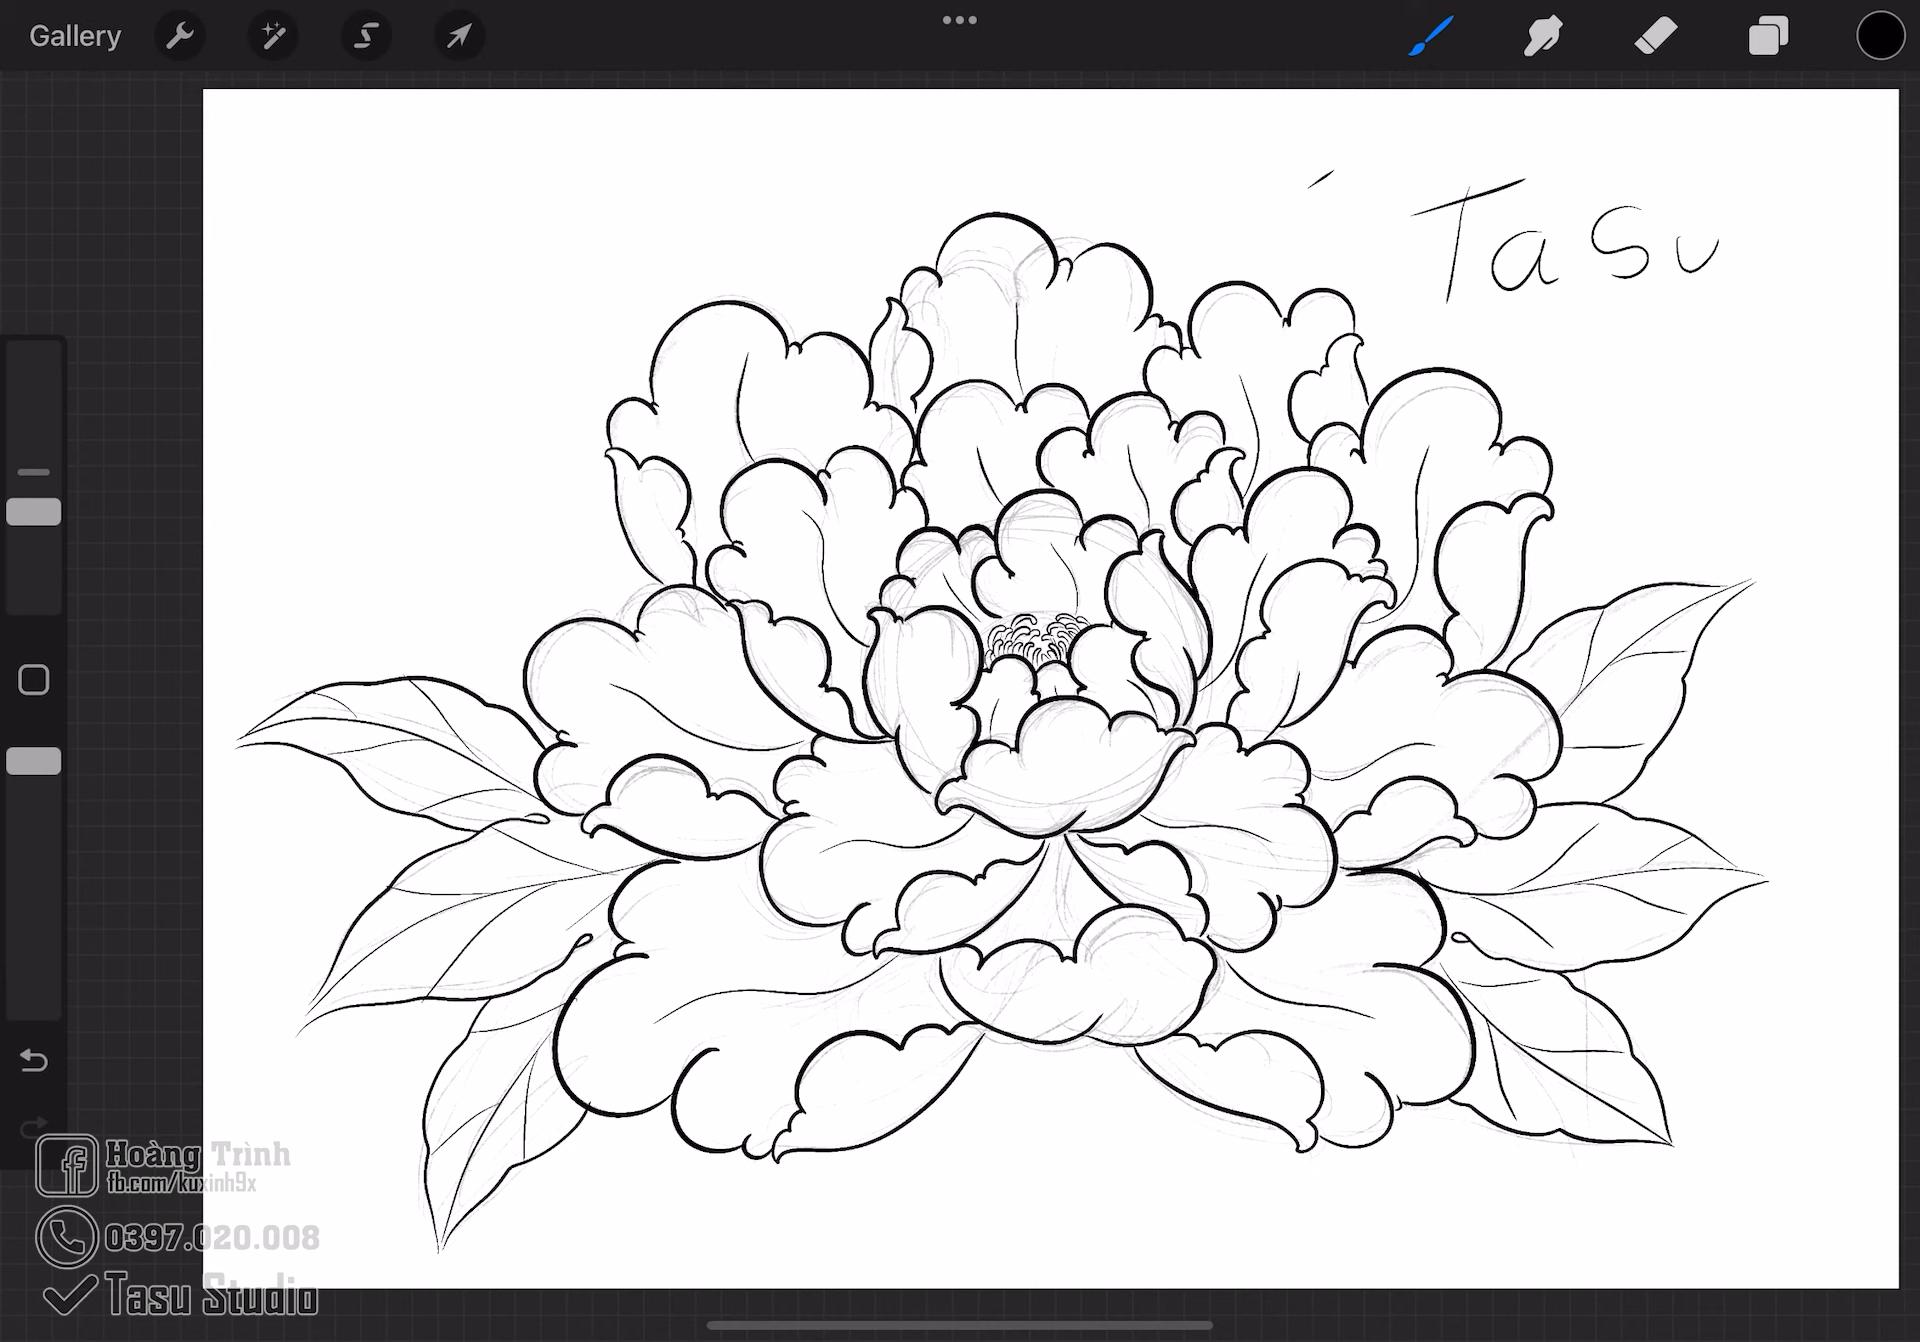 Gallery
Tasu
Hoàng Trình
fb.com/kuxinh9x
0397.020.008
Tasu Studio